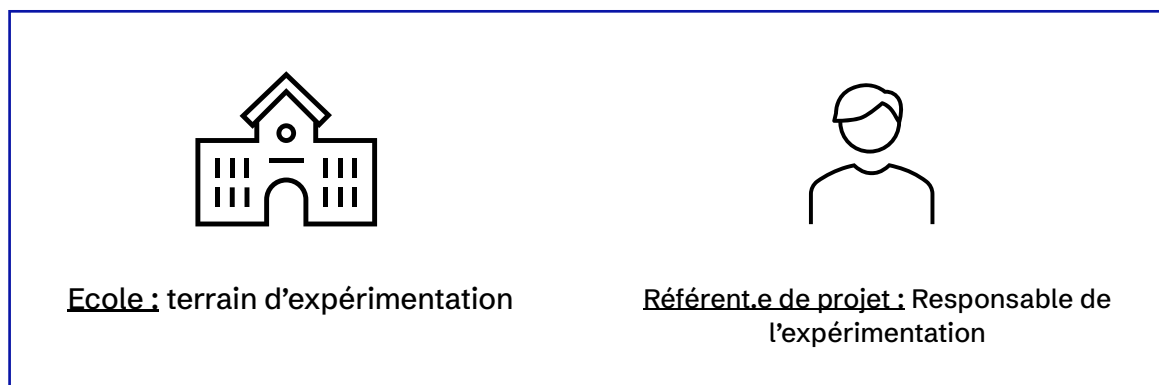 Ecole : terrain d’expérimentation
Référent.e de projet : Responsable de
l’expérimentation